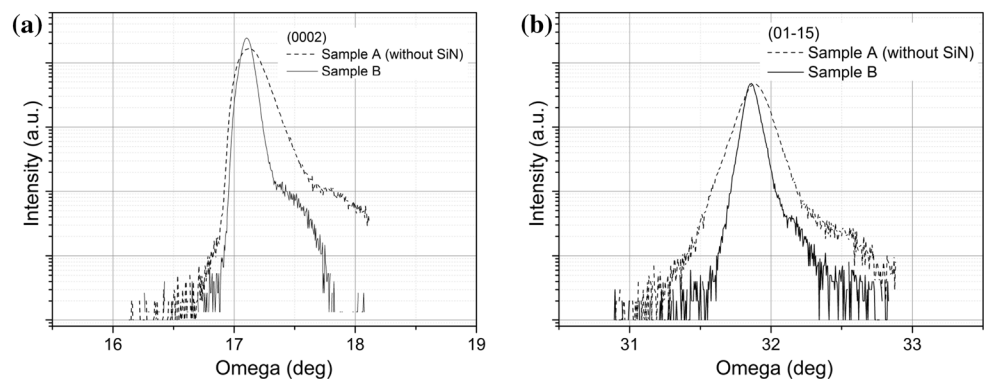 (a)
(0002)
Sample A (without SiN)
Sample B
Intensity (a.u.)
16 17 18 19
Omega (deg)
(b)
(01-15)
Sample A (without SiN)
Sample B
Intensity (a.u.)
31 32 33
Omega (deg)